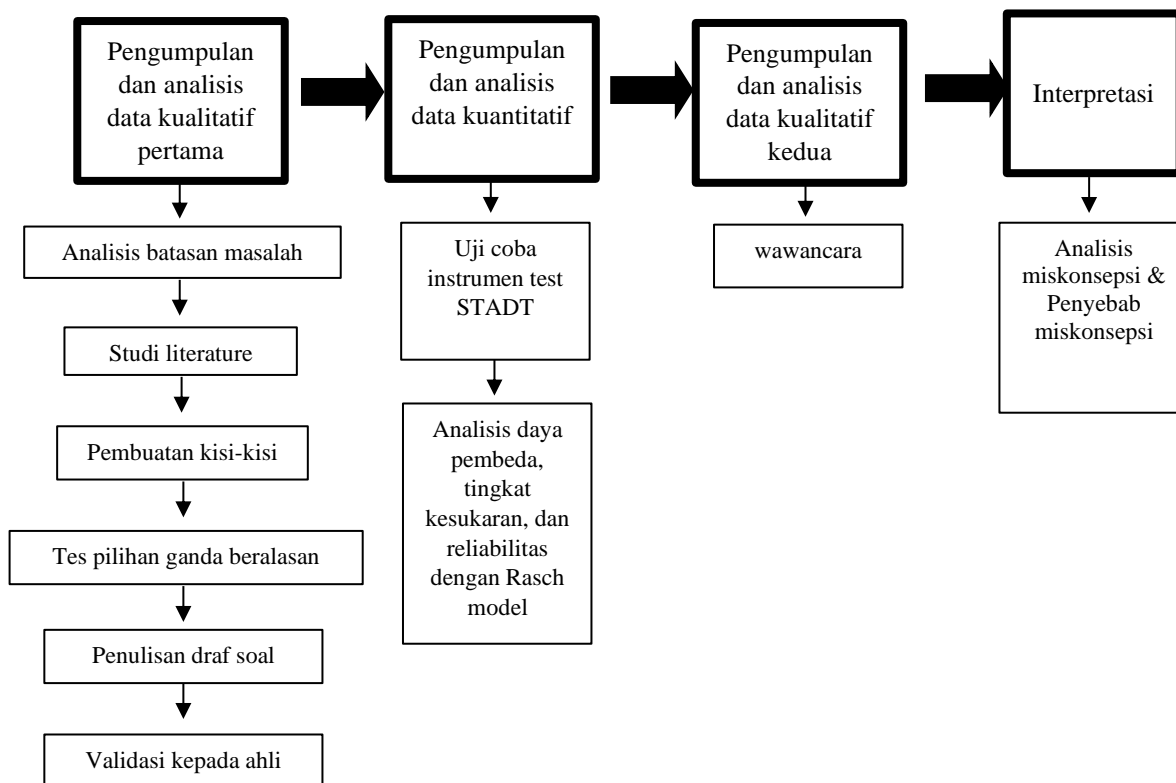 Pengumpulan
dan analisis
data kualitatif
pertama
Pengumpulan
dan analisis
data kuantitatif
Pengumpulan
dan analisis
data kualitatif
kedua
Interpretasi
Analisis batasan masalah
Studi literature
Pembuatan kisi-kisi
Tes pilihan ganda beralasan
Penulisan draf soal
Validasi kepada ahli
Uji coba
instrumen test
STADT
Analisis daya
pembeda,
tingkat
kesukaran, dan
reliabilitas
dengan Rasch
model
wawancara
Analisis
miskonsepsi &
Penyebab
miskonsepsi